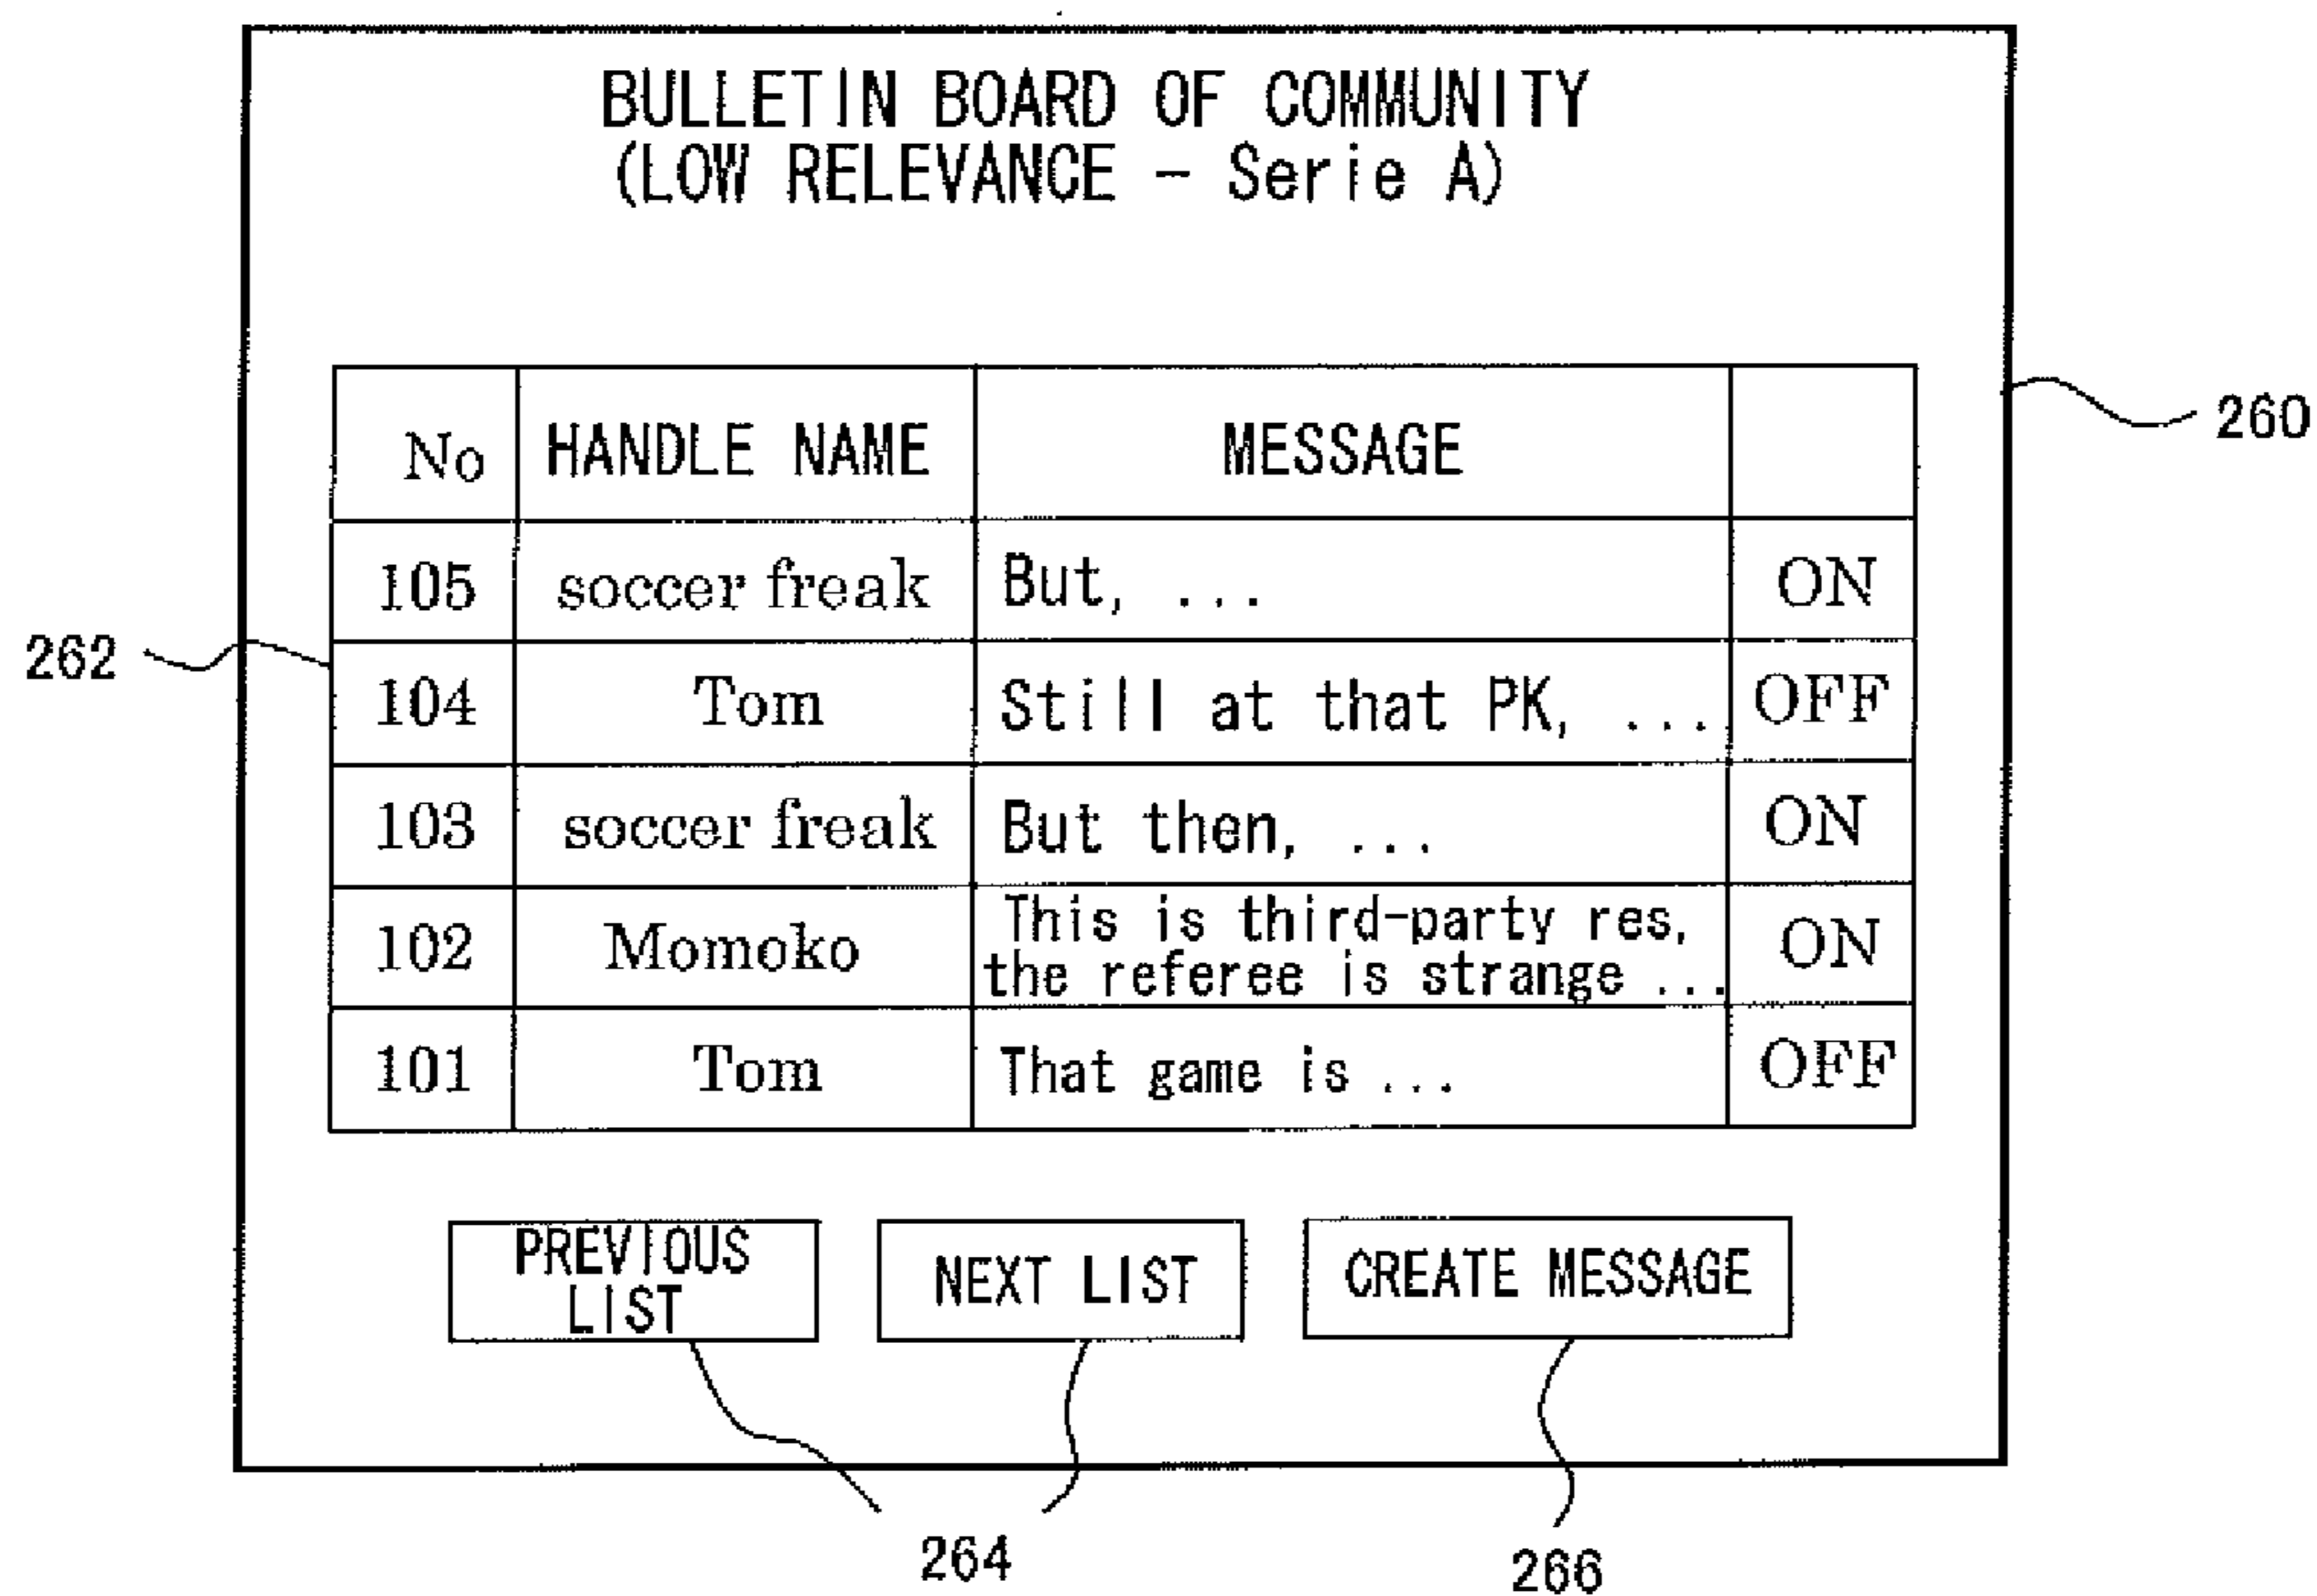 BULLETIN BOARD OF COMMUNITY
(LOW RELEVANCE - Serie A)
No HANDLE NAME MESSAGE
260
105 soccer freak But, ... ON
262
104 Tom Still at that PK, ... OFF
103 soccer freak But then, ... ON
102 Momoko This is third-party res,
the referee is strange ... ON
101 Tom That game is ... OFF
PREVIOUS
LIST
NEXT LIST
CREATE MESSAGE
264
266